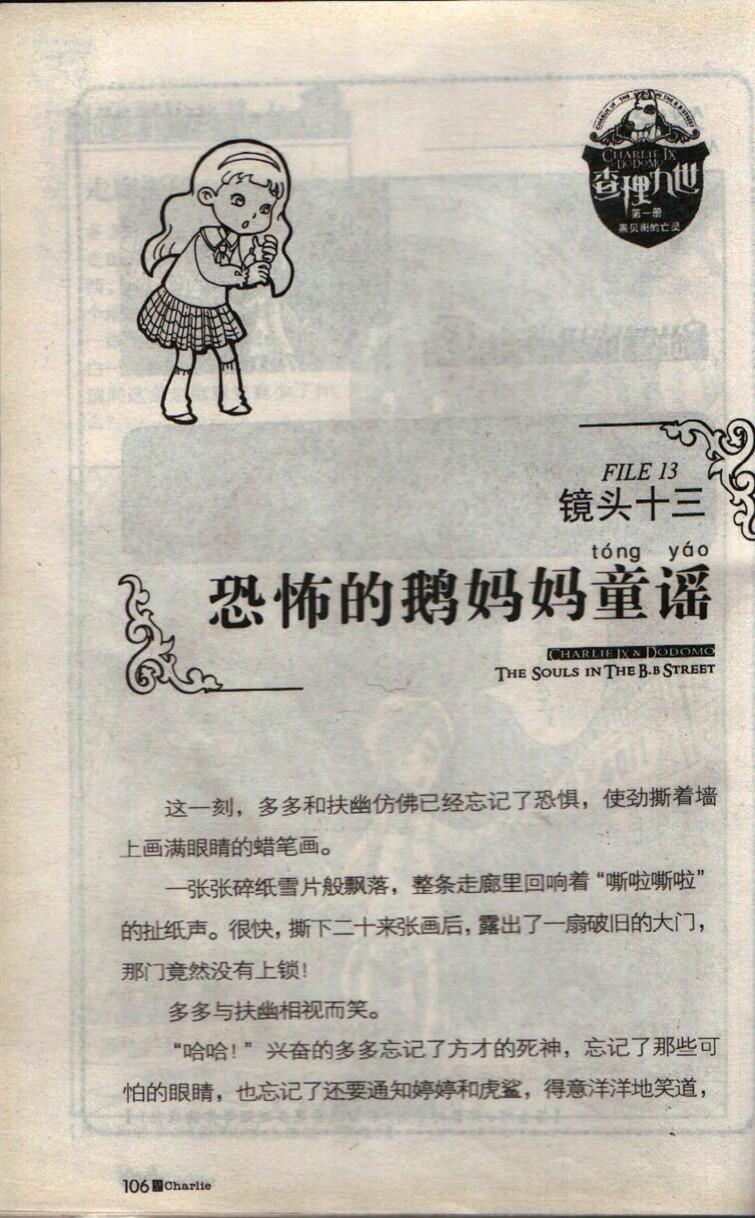 CHARLIE IX THE SOULS IN THE B.B STREET
CHARLIE IX
& DODOMO
查理九世
第一册
黑贝街的亡灵
FILE 13
镜头十三
tóng yáo
恐怖的鹅妈妈童谣
CHARLIE IX & DODOMO
THE SOULS IN THE B.B STREET
这一刻，多多和扶幽仿佛已经忘记了恐惧，使劲撕着墙
上画满眼睛的蜡笔画。
一张张碎纸雪片般飘落，整条走廊里回响着“嘶啦嘶啦”
的扯纸声。很快，撕下二十来张画后，露出了一扇破旧的大门，
那门竟然没有上锁！
多多与扶幽相视而笑。
“哈哈！”兴奋的多多忘记了方才的死神，忘记了那些可
怕的眼睛，也忘记了还要通知婷婷和虎鲨，得意洋洋地笑道，
106 Charlie